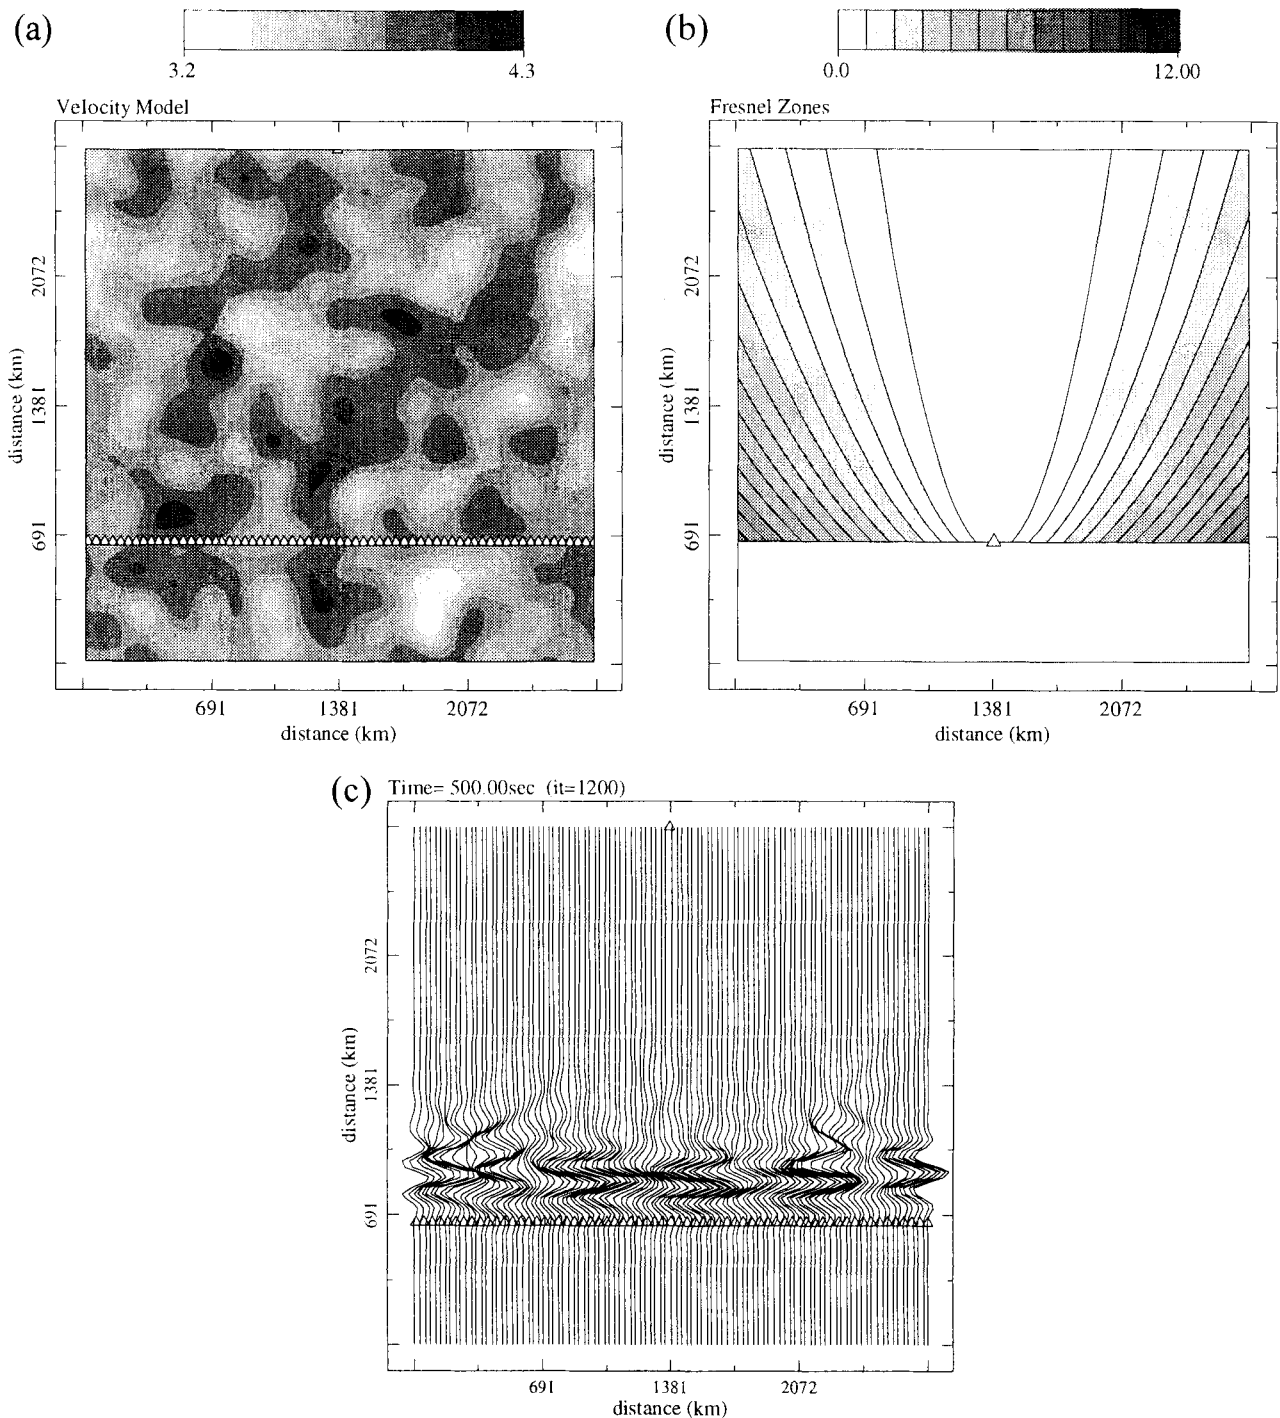 (a)
3.2 4.3
Velocity Model
2072
1381
691
distance (km)
691 1381 2072
distance (km)
(b)
0.0 12.00
Fresnel Zones
2072
1381
691
distance (km)
691 1381 2072
distance (km)
(c)
Time= 500.00sec (it=1200)
2072
1381
691
distance (km)
691 1381 2072
distance (km)